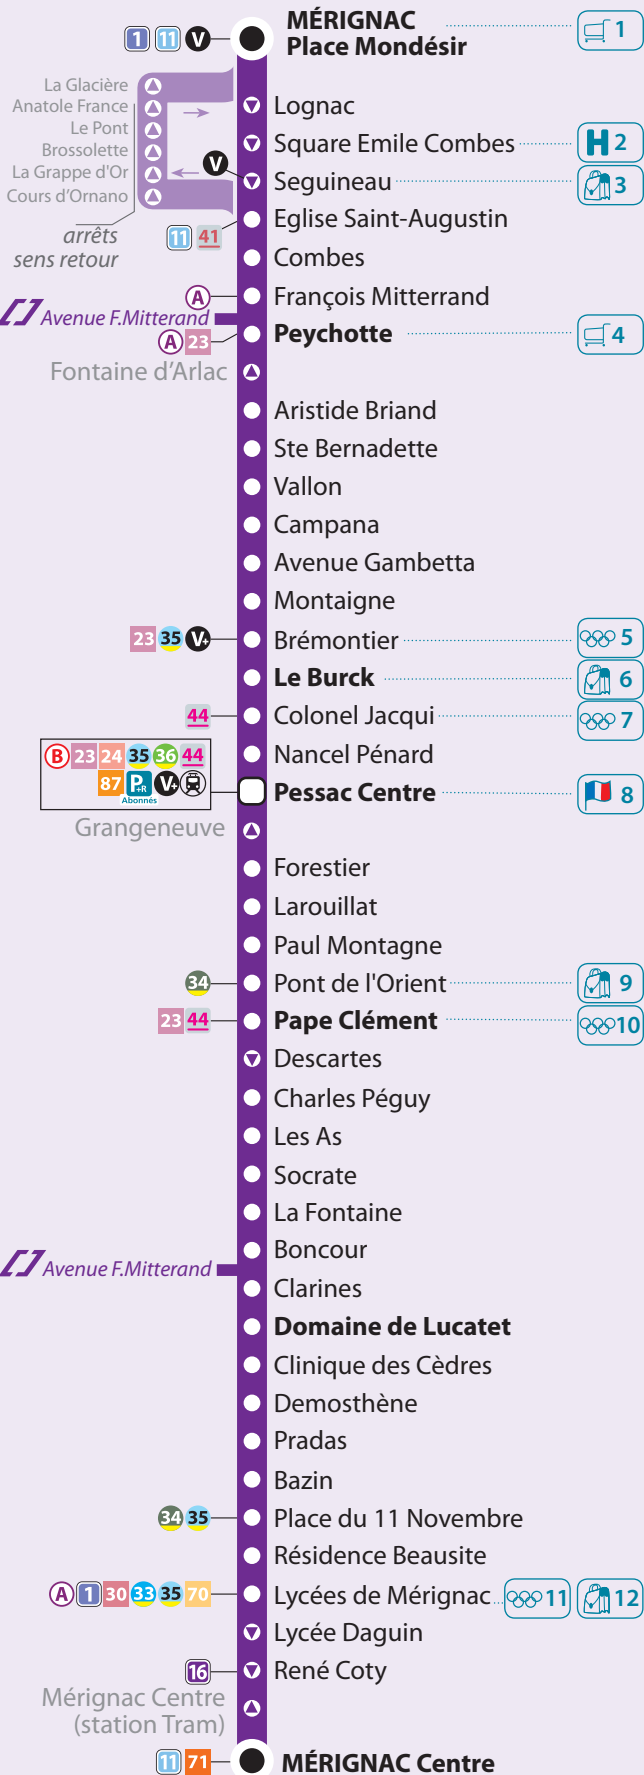 1 11 V MÉRIGNAC 1
Place Mondésir
La Glacière
Anatole France
Le Pont
Brossolette
La Grappe d'Or
Cours d'Ornano
arrêts
sens retour
Lognac
Square Emile Combes H 2
V Seguineau 3
11 41 Eglise Saint-Augustin
Combes
A François Mitterrand
Avenue F.Mitterand
A 23 Peychotte 4
Fontaine d'Arlac
Aristide Briand
Ste Bernadette
Vallon
Campana
Avenue Gambetta
Montaigne
23 35 V+ Brémontier 5
Le Burck 6
44 Colonel Jacqui 7
Nancel Pénard
B 23 24 35 36 44
87 P+R V+ Pessac Centre 8
Abonnés
Grangeneuve
Forestier
Larouillat
Paul Montagne
34 Pont de l'Orient 9
23 44 Pape Clément 10
Descartes
Charles Péguy
Les As
Socrate
La Fontaine
Boncour
Avenue F.Mitterand
Clarines
Domaine de Lucatet
Clinique des Cèdres
Demosthène
Pradas
Bazin
34 35 Place du 11 Novembre
Résidence Beausite
A 1 30 33 35 70 Lycées de Mérignac 11 12
Lycée Daguin
16 René Coty
Mérignac Centre
(station Tram)
11 71 MÉRIGNAC Centre